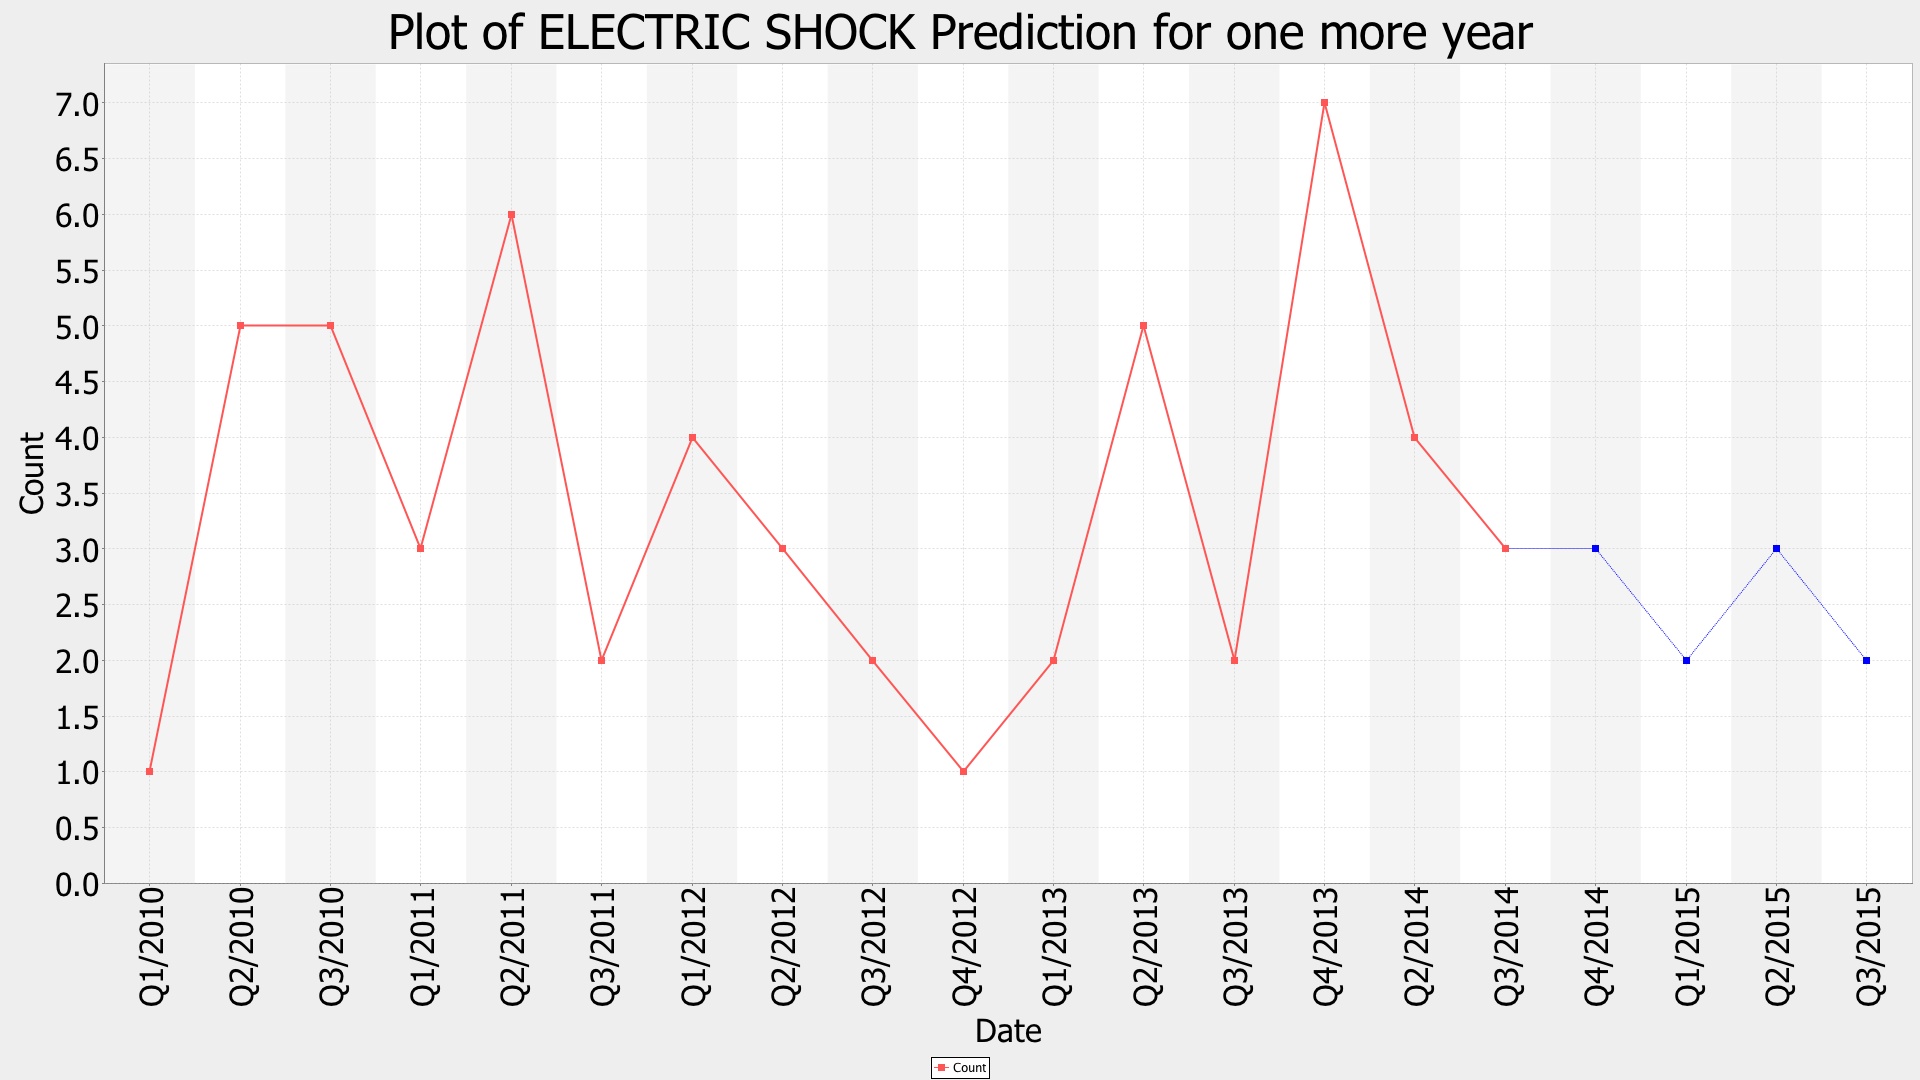 Plot of ELECTRIC SHOCK Prediction for one more year
7.0
6.5
6.0
5.5
5.0
4.5
4.0
3.5
3.0
2.5
2.0
1.5
1.0
0.5
0.0
Count
Q1/2010
Q2/2010
Q3/2010
Q1/2011
Q2/2011
Q3/2011
Q1/2012
Q2/2012
Q3/2012
Q4/2012
Q1/2013
Q2/2013
Q3/2013
Q4/2013
Q2/2014
Q3/2014
Q4/2014
Q1/2015
Q2/2015
Q3/2015
Date
Count